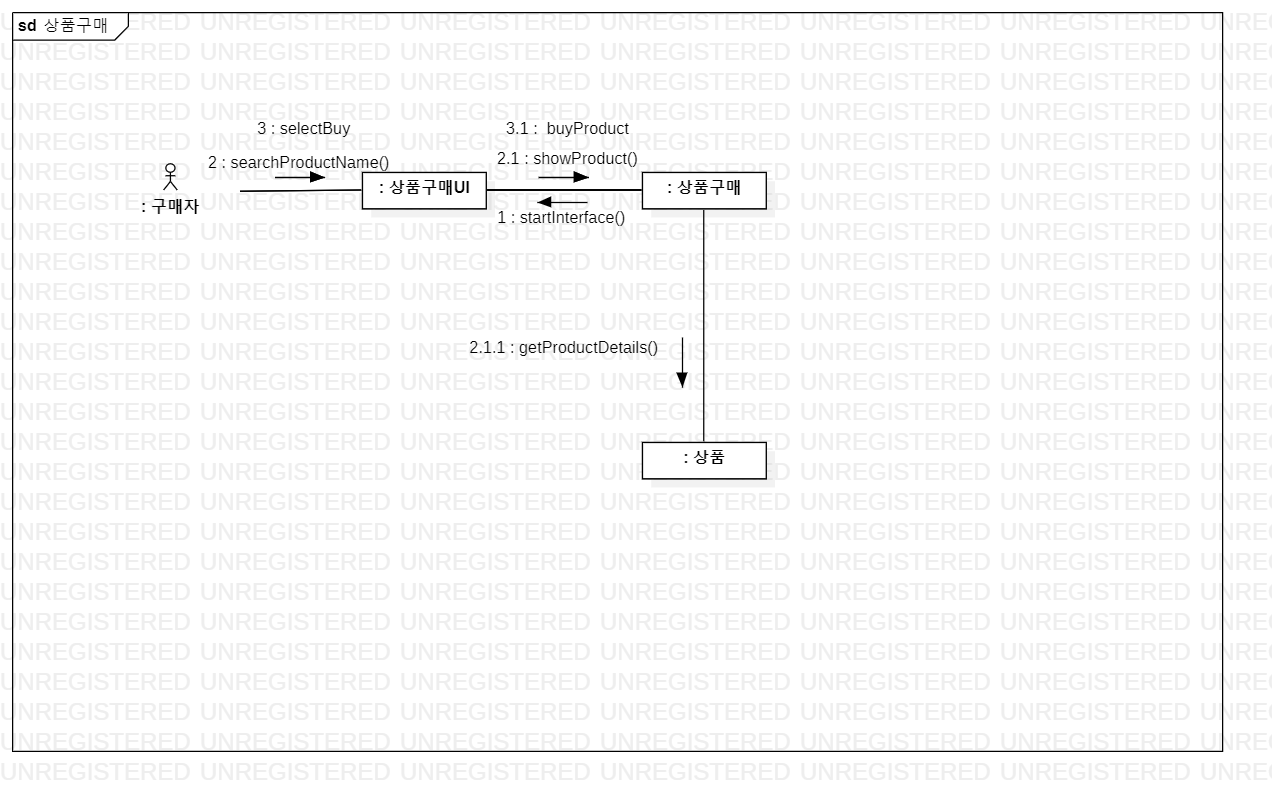 sd 상품구매
3 : selectBuy
3.1 : buyProduct
2 : searchProductName()
2.1 : showProduct()
: 상품구매UI
: 상품구매
: 구매자
1 : startInterface()
2.1.1 : getProductDetails()
: 상품
UNREGISTERED